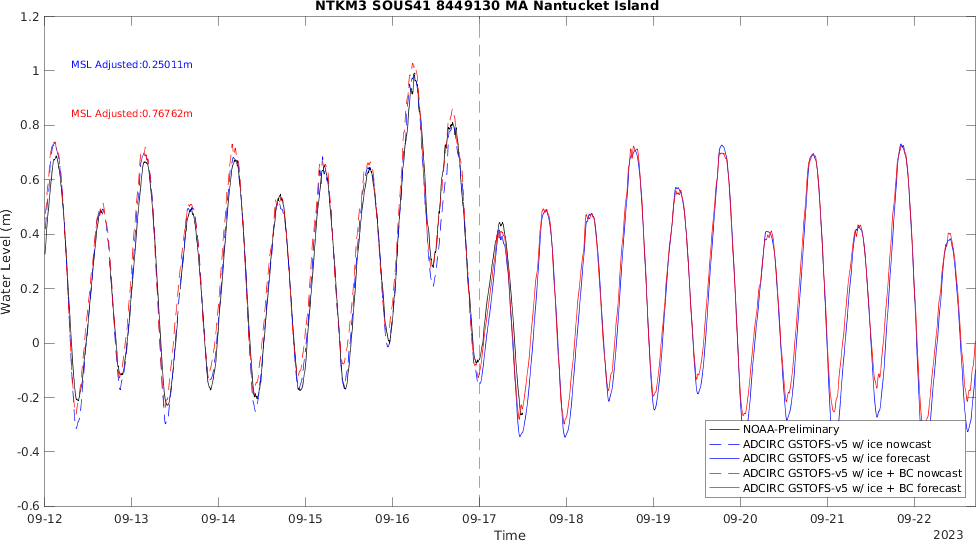 NTKM3 SOUS41 8449130 MA Nantucket Island
1.2
1
0.8
0.6
0.4
0.2
0
-0.2
-0.4
-0.6
Water Level (m)
MSL Adjusted:0.25011m
MSL Adjusted:0.76762m
NOAA-Preliminary
ADCIRC GSTOFS-v5 w/ ice nowcast
ADCIRC GSTOFS-v5 w/ ice forecast
ADCIRC GSTOFS-v5 w/ ice + BC nowcast
ADCIRC GSTOFS-v5 w/ ice + BC forecast
09-12 09-13 09-14 09-15 09-16 09-17 09-18 09-19 09-20 09-21 09-22
Time
2023